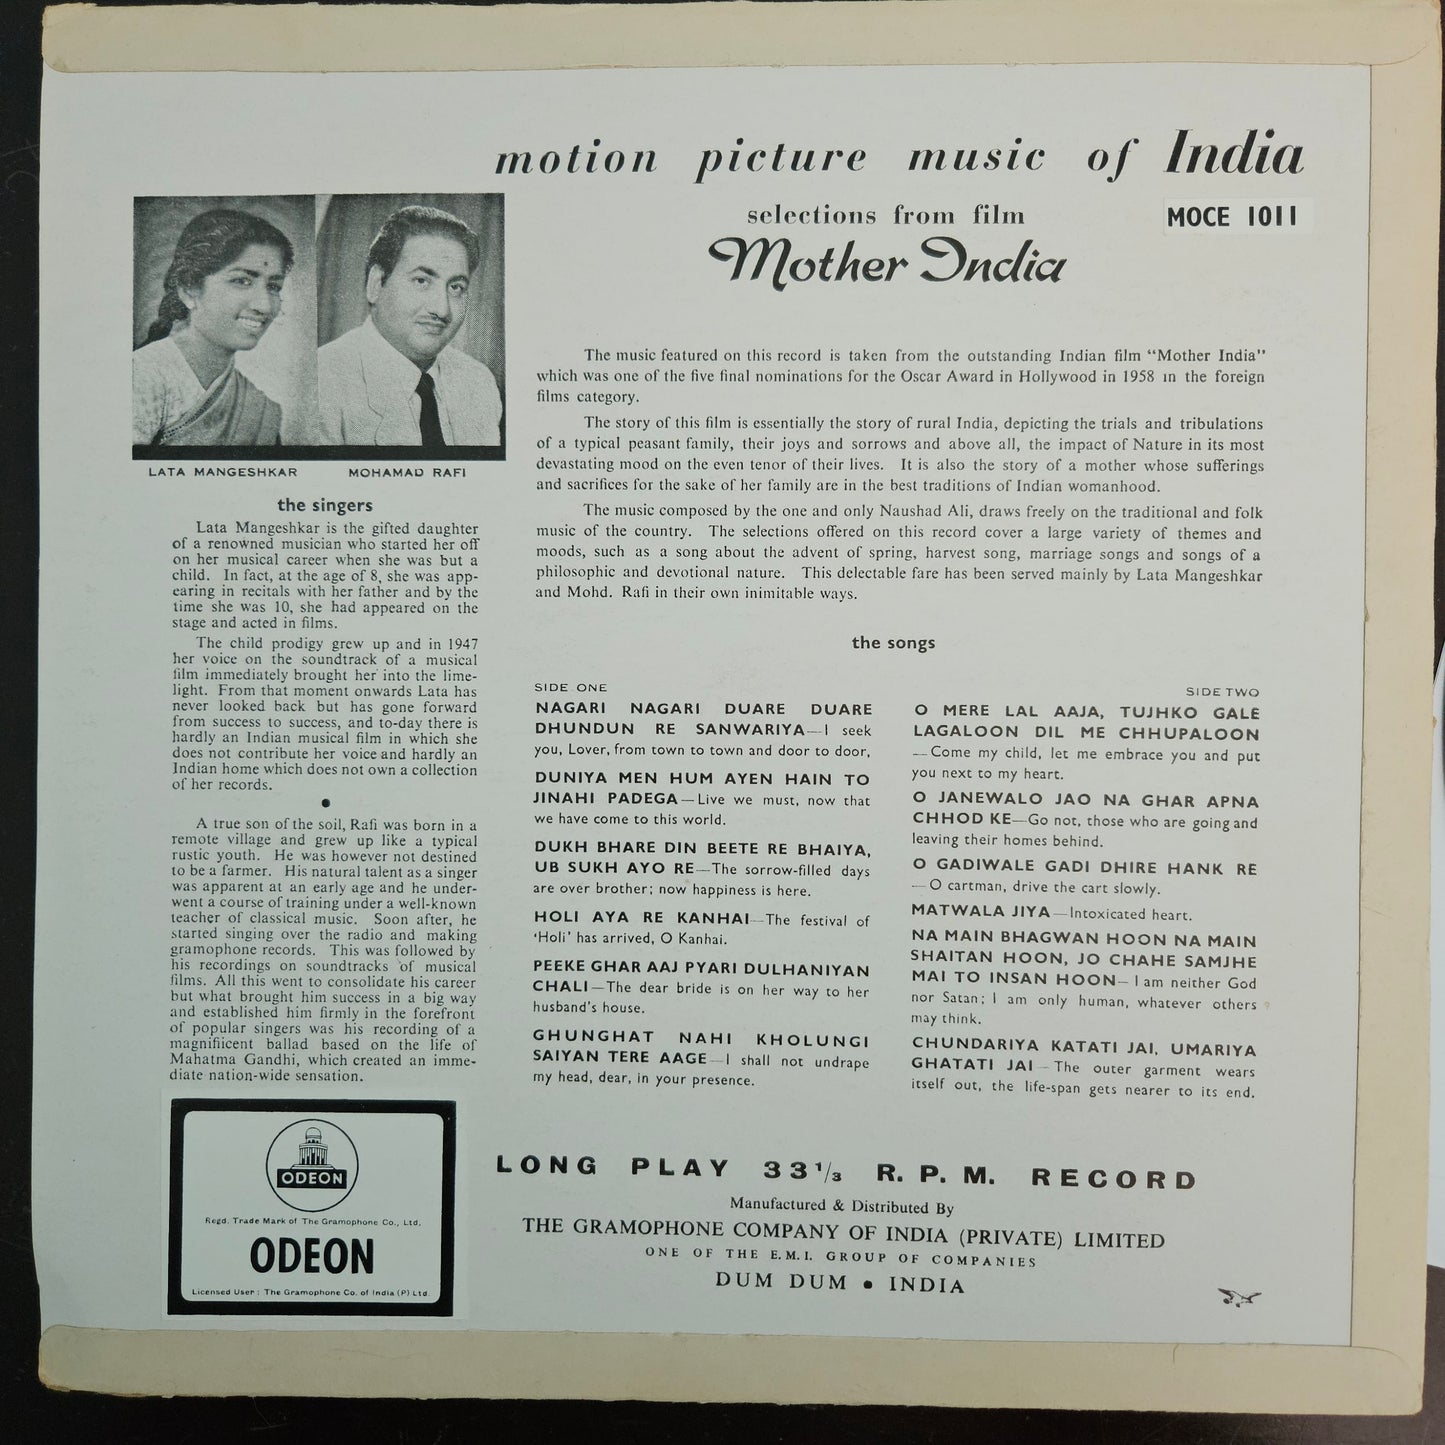 motion picture music of India
selections from film
MOCE 1011
Mother India
LATA MANGESHKAR
MOHAMAD RAFI
the singers
Lata Mangeshkar is the gifted daughter
of a renowned musician who started her off
on her musical career when she was but a
child. In fact, at the age of 8, she was app-
earing in recitals with her father and by the
time she was 10, she had appeared on the
stage and acted in films.
The child prodigy grew up and in 1947
her voice on the soundtrack of a musical
film immediately brought her into the lime-
light. From that moment onwards Lata has
never looked back but has gone forward
from success to success, and to-day there is
hardly an Indian musical film in which she
does not contribute her voice and hardly an
Indian home which does not own a collection
of her records.
A true son of the soil, Rafi was born in a
remote village and grew up like a typical
rustic youth. He was however not destined
to be a farmer. His natural talent as a singer
was apparent at an early age and he under-
went a course of training under a well-known
teacher of classical music. Soon after, he
started singing over the radio and making
gramophone records. This was followed by
his recordings on soundtracks of musical
films. All this went to consolidate his career
but what brought him success in a big way
and established him firmly in the forefront
of popular singers was his recording of a
magnificent ballad based on the life of
Mahatma Gandhi, which created an imme-
diate nation-wide sensation.
The music featured on this record is taken from the outstanding Indian film "Mother India"
which was one of the five final nominations for the Oscar Award in Hollywood in 1958 in the foreign
films category.
The story of this film is essentially the story of rural India, depicting the trials and tribulations
of a typical peasant family, their joys and sorrows and above all, the impact of Nature in its most
devastating mood on the even tenor of their lives. It is also the story of a mother whose sufferings
and sacrifices for the sake of her family are in the best traditions of Indian womanhood.
The music composed by the one and only Naushad Ali, draws freely on the traditional and folk
music of the country. The selections offered on this record cover a large variety of themes and
moods, such as a song about the advent of spring, harvest song, marriage songs and songs of a
philosophic and devotional nature. This delectable fare has been served mainly by Lata Mangeshkar
and Mohd. Rafi in their own inimitable ways.
the songs
SIDE ONE
NAGARI NAGARI DUARE DUARE
DHUNDUN RE SANWARIYA—I seek
you, Lover, from town to town and door to door,
DUNIYA MEN HUM AYEN HAIN TO
JINAHI PADEGA—Live we must, now that
we have come to this world.
DUKH BHARE DIN BEETE RE BHAIYA,
UB SUKH AYO RE—The sorrow-filled days
are over brother; now happiness is here.
HOLI AYA RE KANHAI—The festival of
'Holi' has arrived, O Kanhai.
PEEKE GHAR AAJ PYARI DULHANIYAN
CHALI—The dear bride is on her way to her
husband's house.
GHUNGHAT NAHI KHOLUNGI
SAIYAN TERE AAGE—I shall not undrape
my head, dear, in your presence.
SIDE TWO
O MERE LAL AAJA, TUJHKO GALE
LAGALOON DIL ME CHHUPALOON
—Come my child, let me embrace you and put
you next to my heart.
O JANEWALO JAO NA GHAR APNA
CHHOD KE—Go not, those who are going and
leaving their homes behind.
O GADIWALE GADI DHIRE HANK RE
—O cartman, drive the cart slowly.
MATWALA JIYA—Intoxicated heart.
NA MAIN BHAGWAN HOON NA MAIN
SHAITAN HOON, JO CHAHE SAMJHE
MAI TO INSAN HOON—I am neither God
nor Satan; I am only human, whatever others
may think.
CHUNDARIYA KATATI JAI, UMARIYA
GHATATI JAI—The outer garment wears
itself out, the life-span gets nearer to its end.
ODEON
Regd. Trade Mark of The Gramophone Co., Ltd.
ODEON
Licensed User : The Gramophone Co. of India (P) Ltd.
LONG PLAY 33 1/3 R. P. M. RECORD
Manufactured & Distributed By
THE GRAMOPHONE COMPANY OF INDIA (PRIVATE) LIMITED
ONE OF THE E.M.I. GROUP OF COMPANIES
DUM DUM • INDIA